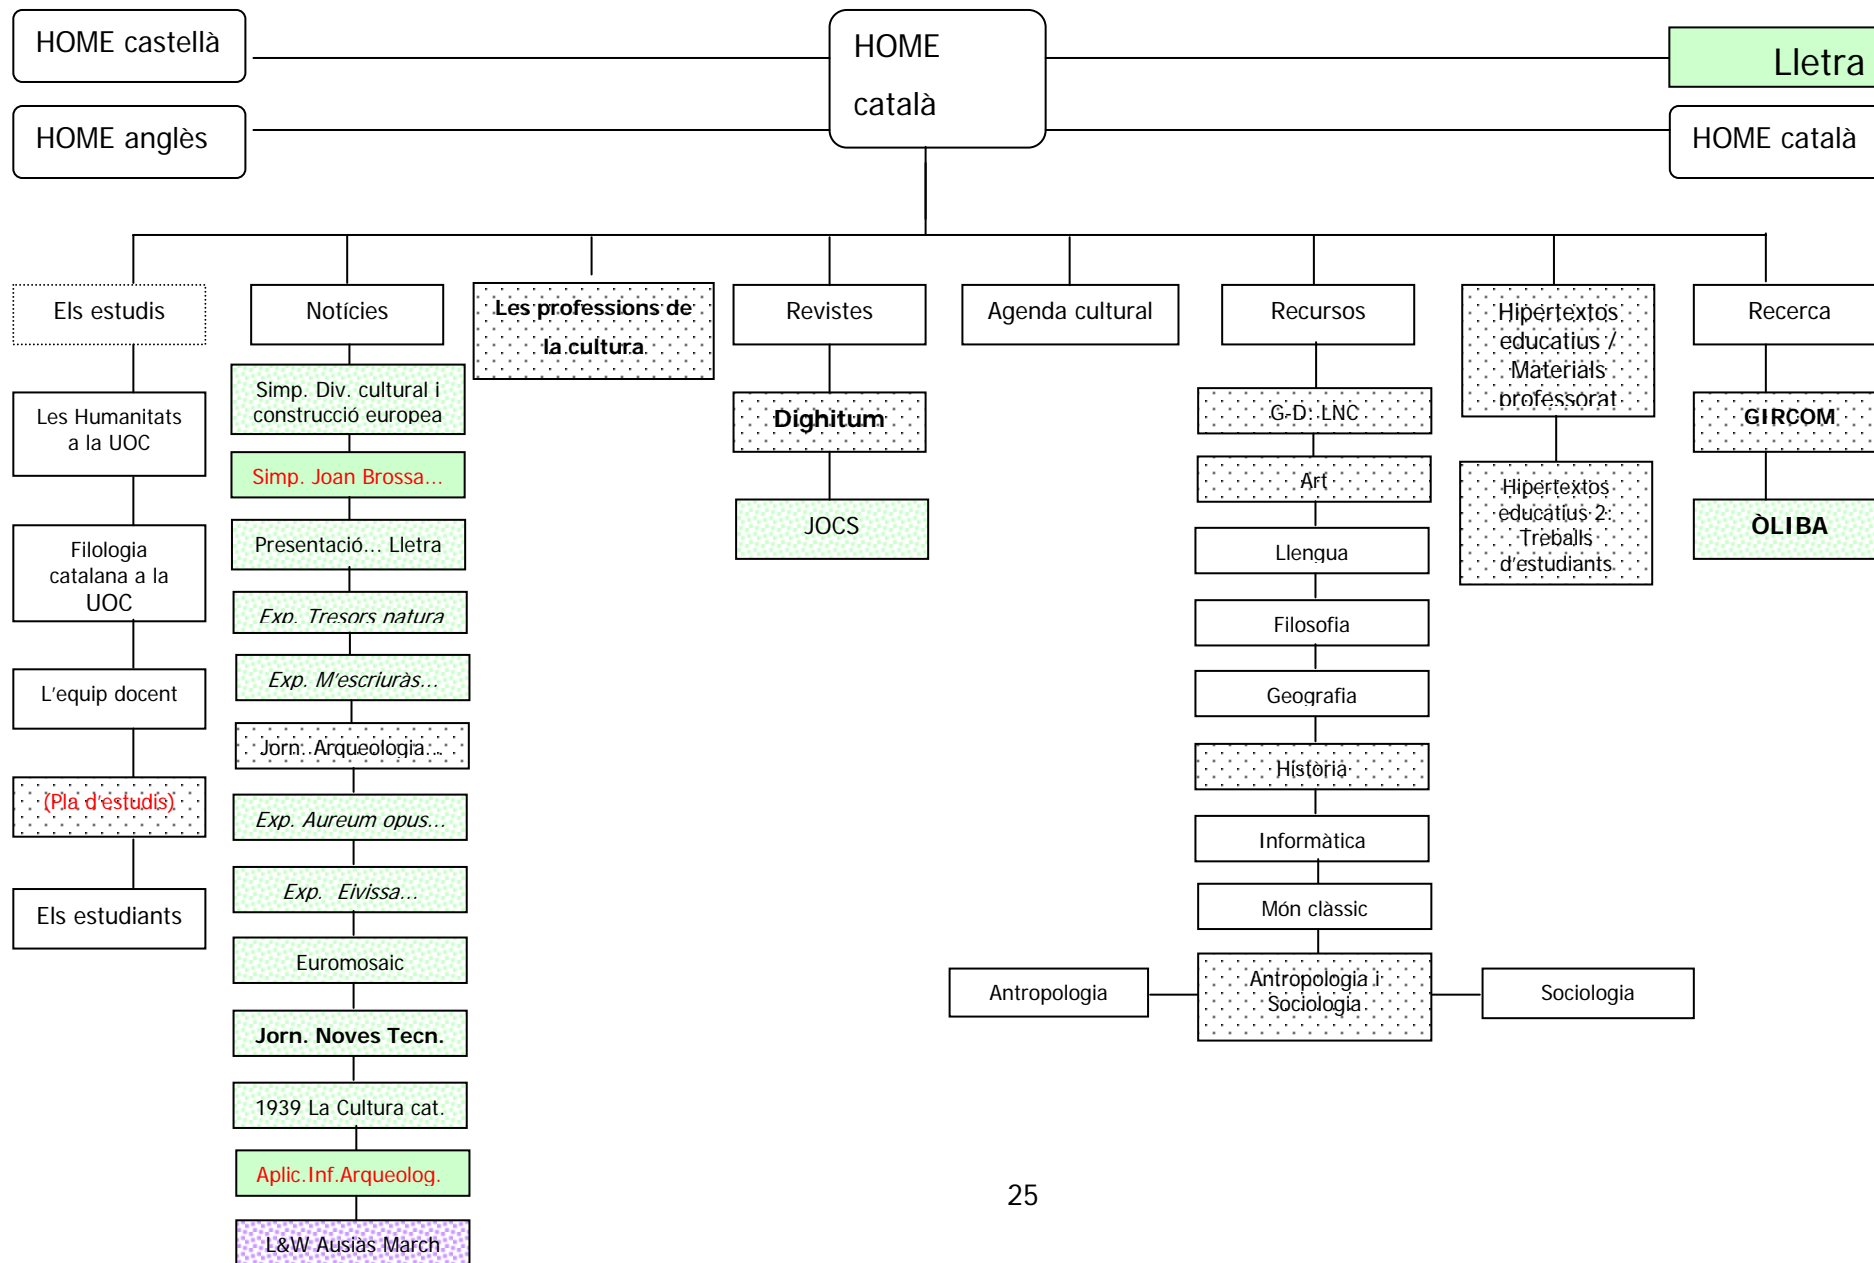 HOME castellà
HOME
català
Lletra
HOME anglès
HOME català
Els estudis
Les Humanitats
a la UOC
Filologia
catalana a la
UOC
L'equip docent
(Pla d'estudis)
Els estudiants
Notícies
Simp. Div. cultural i
construcció europea
Simp. Joan Brossa...
Presentació... Lletra
Exp. Tresors natura
Exp. M'escriuràs...
Jorn. Arqueologia...
Exp. Aureum opus...
Exp. Eivissa...
Euromosaic
Jorn. Noves Tecn.
1939 La Cultura cat.
Aplic.Inf.Arqueolog.
L&W Ausiàs March
Les professions de
la cultura
Revistes
Dighitum
JOCS
Agenda cultural
Recursos
G-D: LNC
Art
Llengua
Filosofia
Geografia
Història
Informàtica
Món clàssic
Antropologia
Antropologia i
Sociologia
Sociologia
Hipertextos
educatius /
Materials
professorat
Hipertextos
educatius 2:
Treballs
d'estudiants
Recerca
GIRCOM
ÒLIBA
25